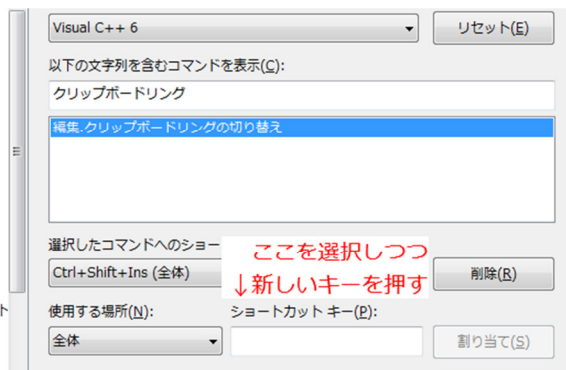 Visual C++ 6
リセット(E)
以下の文字列を含むコマンドを表示(C):
クリップボードリング
編集.クリップボードリングの切り替え
選択したコマンドへのショー
ここを選択しつつ
Ctrl+Shift+Ins (全体)
↓新しいキーを押す
削除(R)
ト
使用する場所(N):
ショートカット キー(P):
全体
割り当て(S)